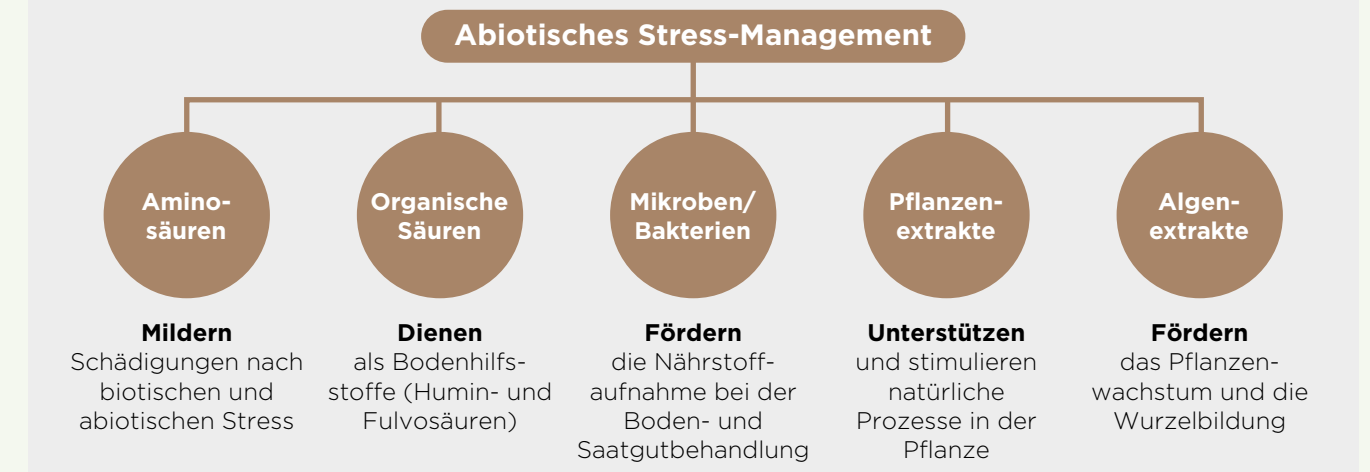 Abiotisches Stress-Management
Amino-
säuren
Organische
Säuren
Mikroben/
Bakterien
Pflanzen-
extrakte
Algen-
extrakte
Mildern
Schädigungen nach
biotischen und
abiotischen Stress
Dienen
als Bodenhilfs-
stoffe (Humin- und
Fulvosäuren)
Fördern
die Nährstoff-
aufnahme bei der
Boden- und
Saatgutbehandlung
Unterstützen
und stimulieren
natürliche
Prozesse in der
Pflanze
Fördern
das Pflanzen-
wachstum und die
Wurzelbildung